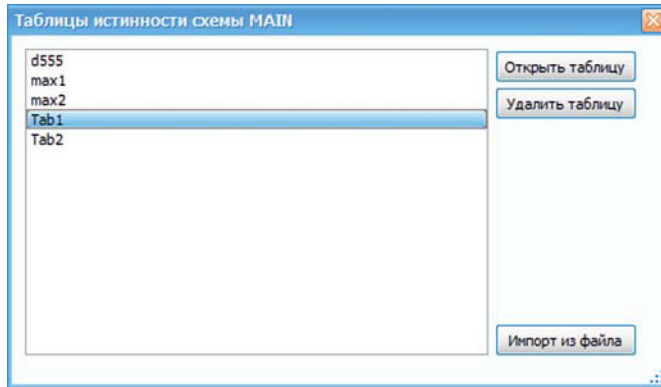 Таблицы истинности схемы MAIN
d555
max1
max2
Tab1
Tab2
Открыть таблицу
Удалить таблицу
Импорт из файла